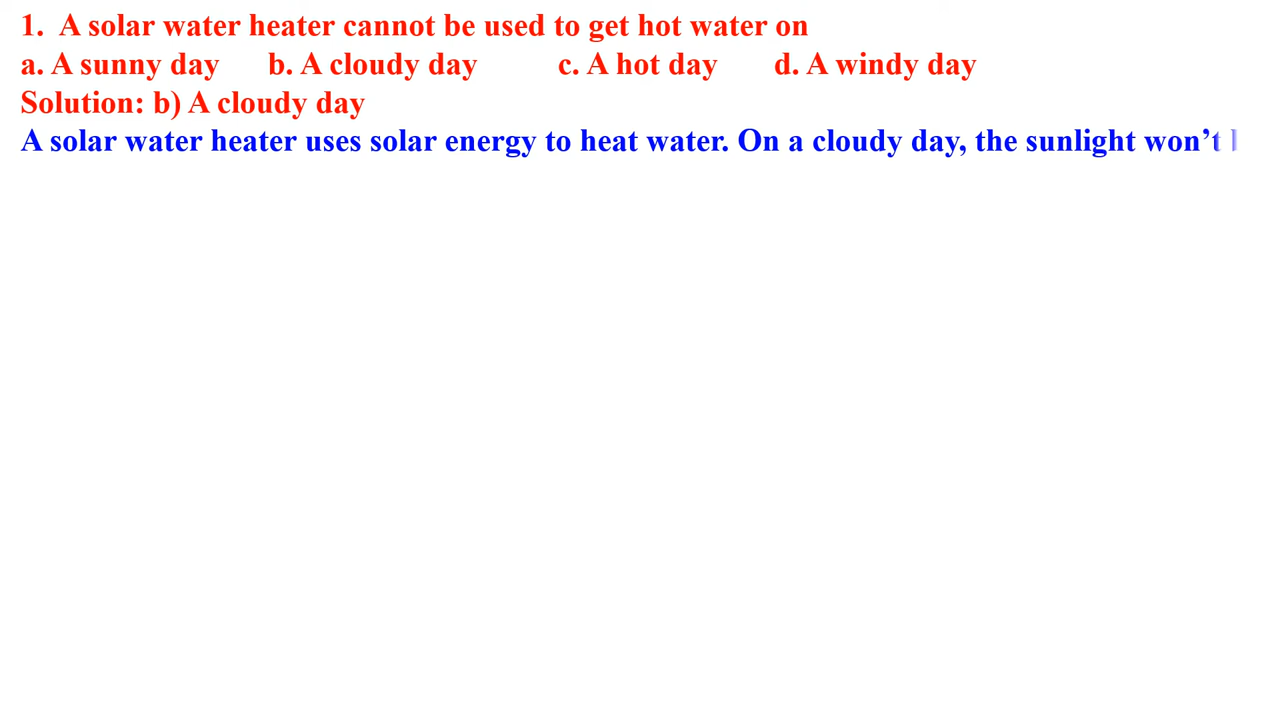 1. A solar water heater cannot be used to get hot water on
a. A sunny day b. A cloudy day c. A hot day d. A windy day
Solution: b) A cloudy day
A solar water heater uses solar energy to heat water. On a cloudy day, the sunlight won’t